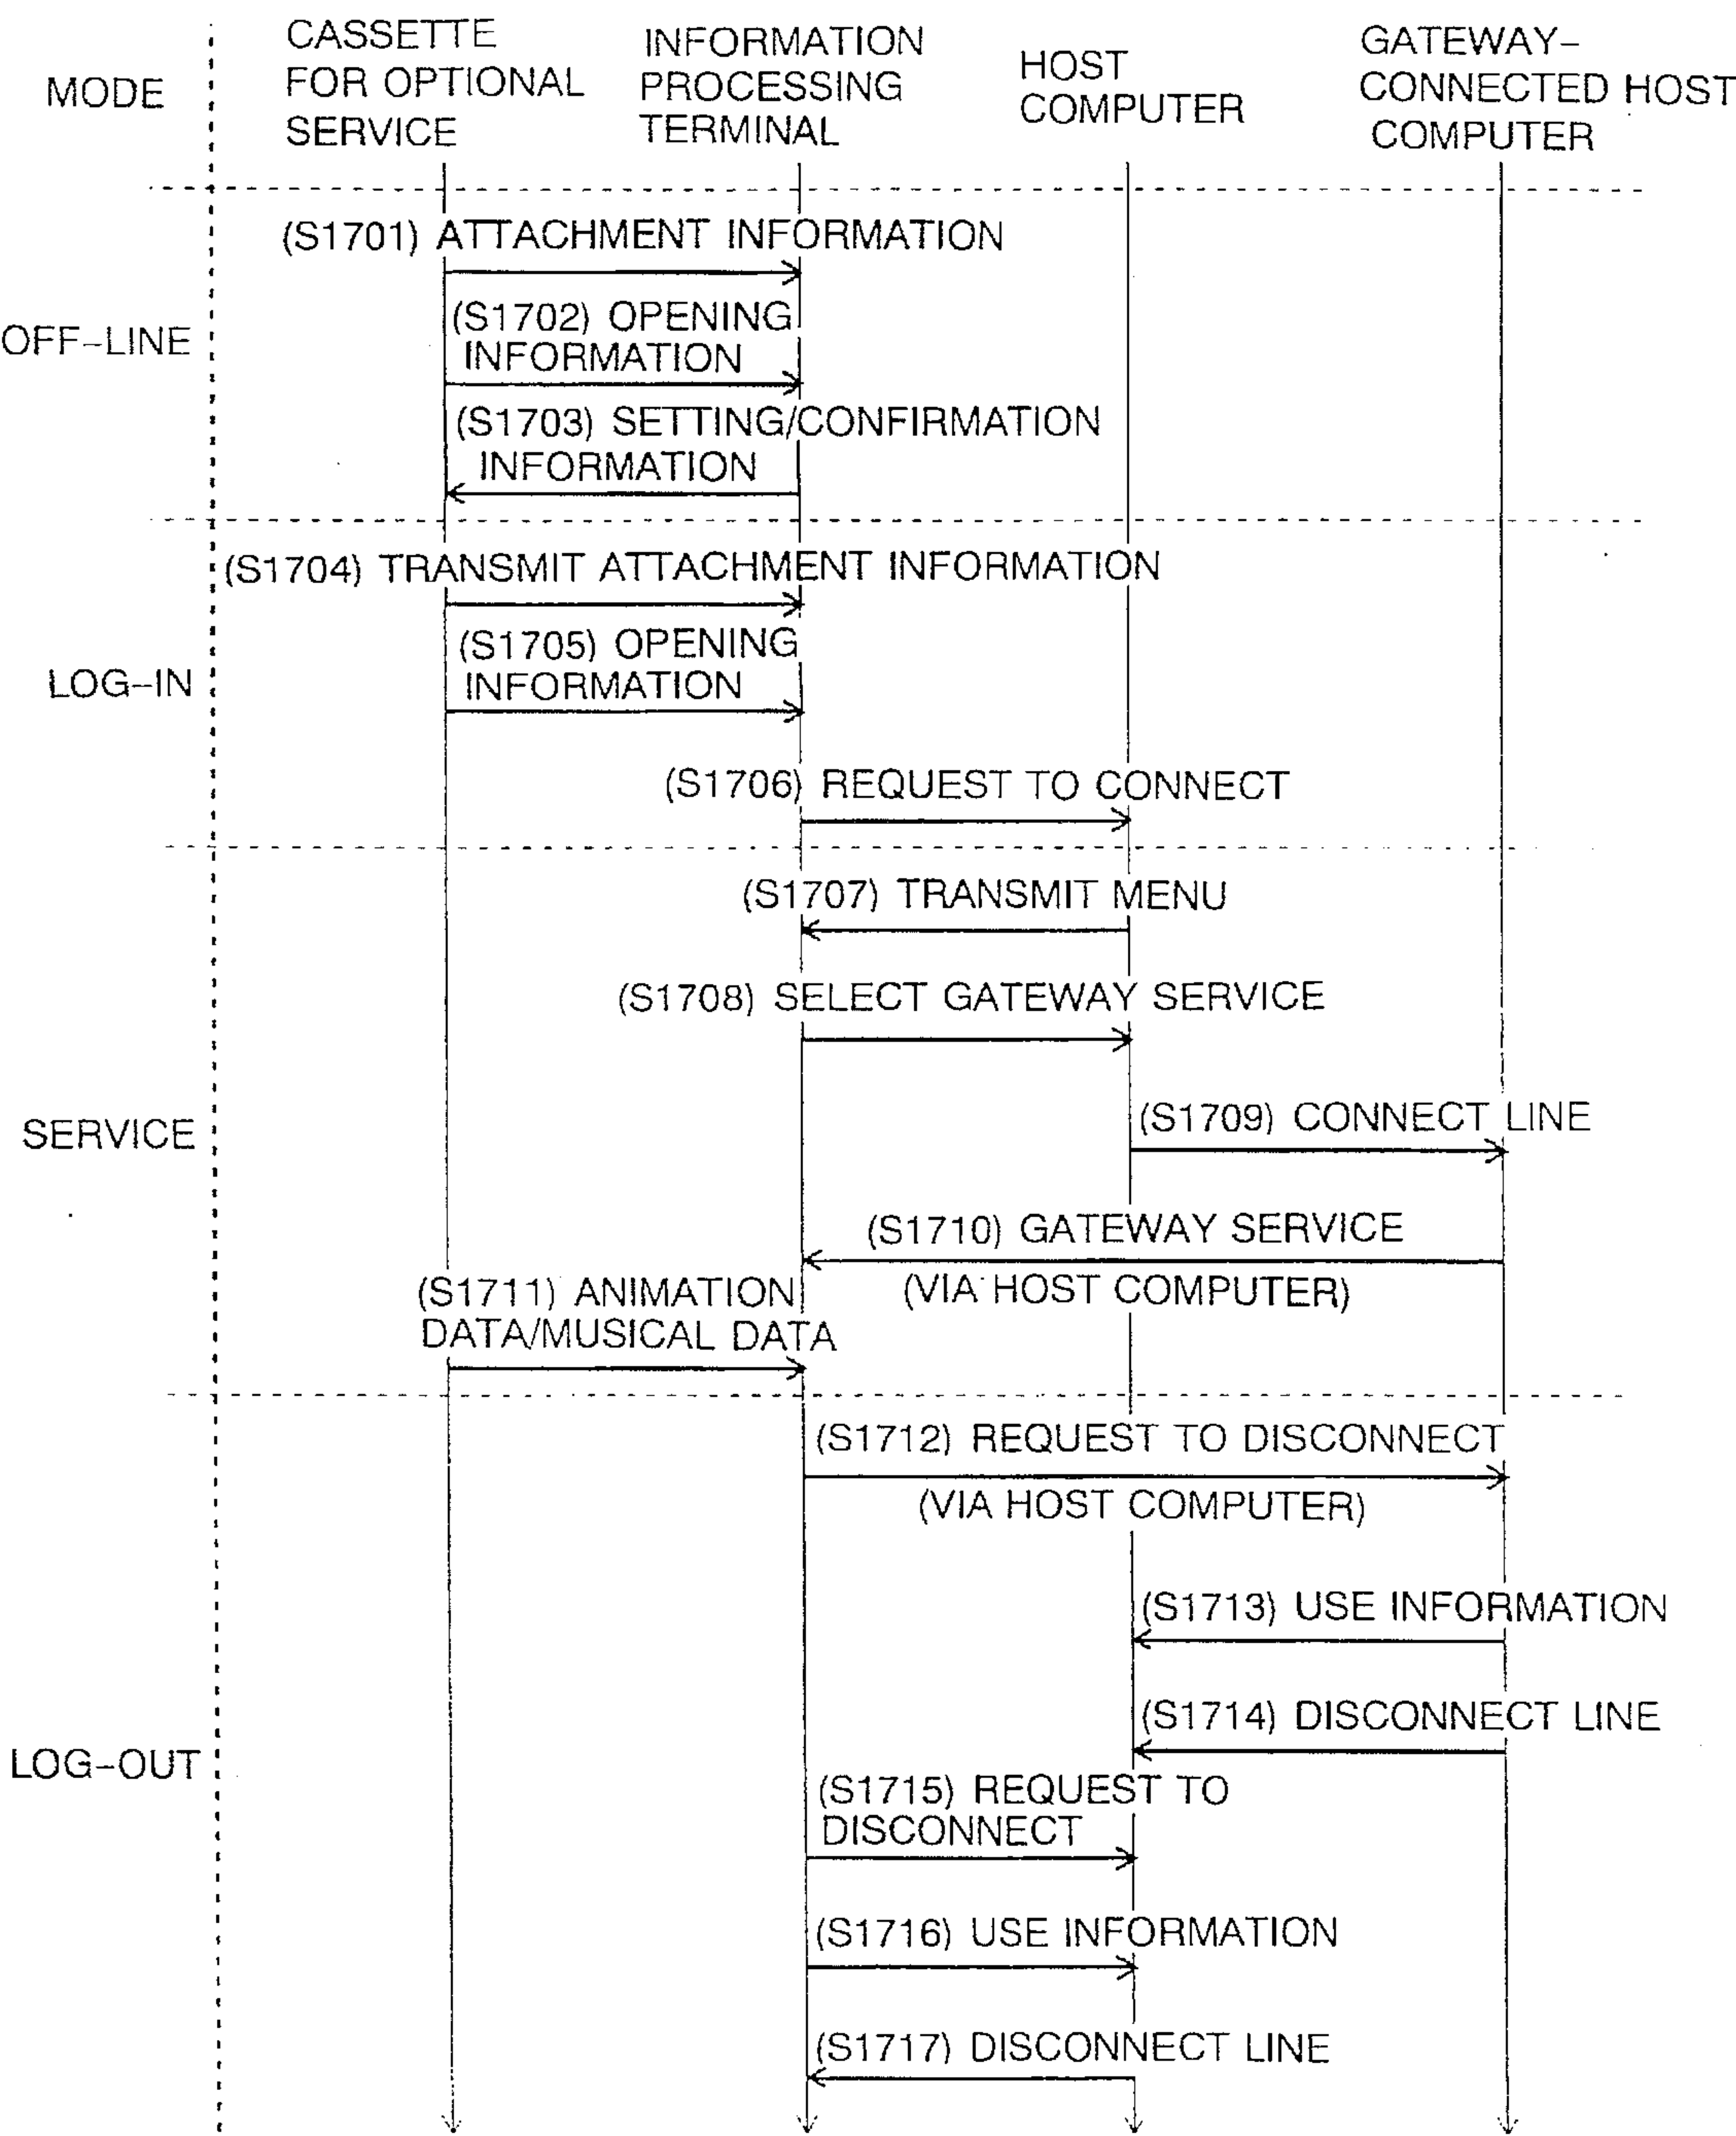 MODE
CASSETTE
FOR OPTIONAL
SERVICE
INFORMATION
PROCESSING
TERMINAL
HOST
COMPUTER
GATEWAY-
CONNECTED HOST
COMPUTER
OFF-LINE
(S1701) ATTACHMENT INFORMATION
(S1702) OPENING
INFORMATION
(S1703) SETTING/CONFIRMATION
INFORMATION
LOG-IN
(S1704) TRANSMIT ATTACHMENT INFORMATION
(S1705) OPENING
INFORMATION
(S1706) REQUEST TO CONNECT
SERVICE
(S1707) TRANSMIT MENU
(S1708) SELECT GATEWAY SERVICE
(S1709) CONNECT LINE
(S1710) GATEWAY SERVICE
(VIA HOST COMPUTER)
(S1711) ANIMATION
DATA/MUSICAL DATA
LOG-OUT
(S1712) REQUEST TO DISCONNECT
(VIA HOST COMPUTER)
(S1713) USE INFORMATION
(S1714) DISCONNECT LINE
(S1715) REQUEST TO
DISCONNECT
(S1716) USE INFORMATION
(S1717) DISCONNECT LINE